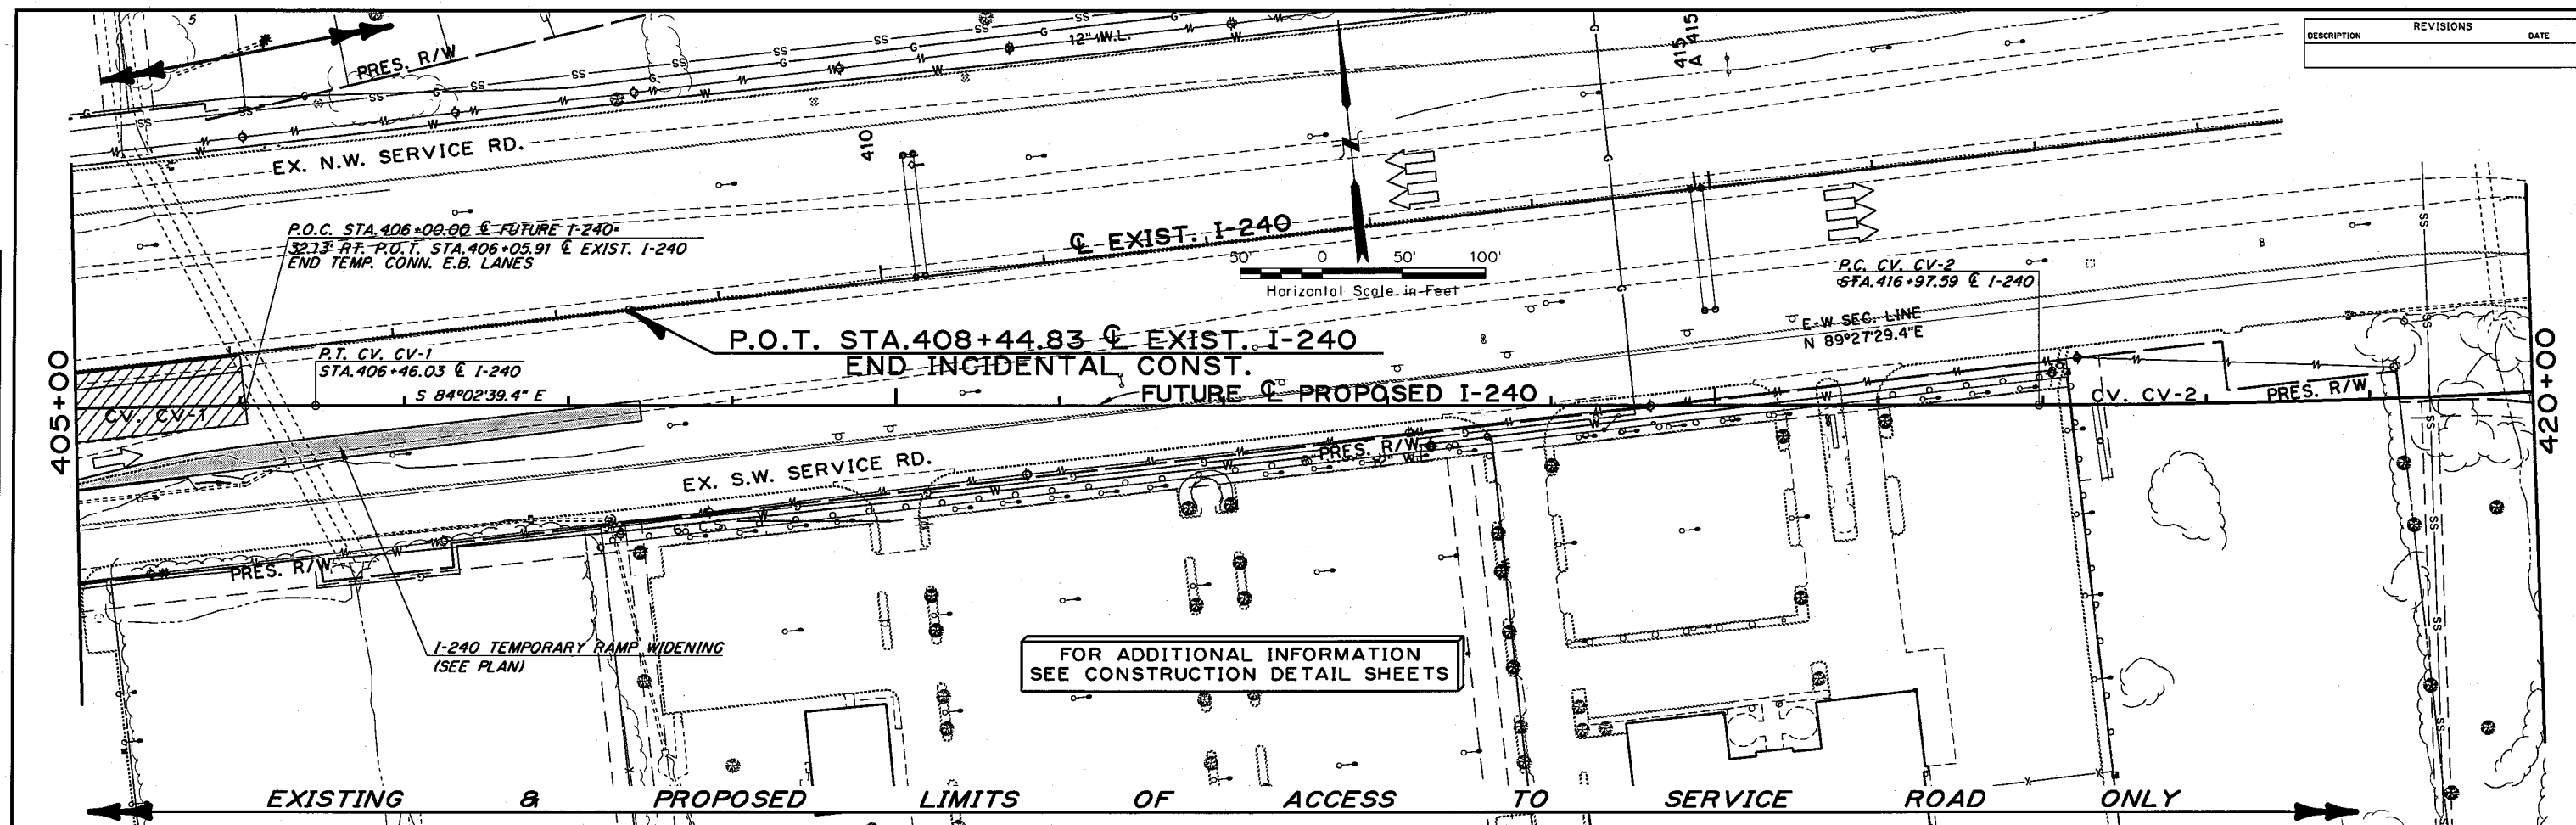 REVISIONS
DESCRIPTION DATE
5
PRES. R/W
SS
G
12" W.L.
W
415
415 A
410
EX. N.W. SERVICE RD.
P.O.C. STA.406+00.00 ℄ FUTURE I-240=
32.13' RT. P.O.T. STA.406+05.91 ℄ EXIST. I-240
END TEMP. CONN. E.B. LANES
℄ EXIST. I-240
50' 0 50' 100'
Horizontal Scale in Feet
P.C. CV. CV-2
STA.416+97.59 ℄ I-240
E-W SEC. LINE
N 89°27'29.4"E
P.O.T. STA.408+44.83 ℄ EXIST. I-240
END INCIDENTAL CONST.
P.T. CV. CV-1
STA.406+46.03 ℄ I-240
S 84°02'39.4" E
FUTURE ℄ PROPOSED I-240
405+00
CV. CV-1
CV. CV-2
PRES. R/W
420+00
PRES. R/W
EX. S.W. SERVICE RD.
PRES. R/W
I-240 TEMPORARY RAMP WIDENING
(SEE PLAN)
FOR ADDITIONAL INFORMATION
SEE CONSTRUCTION DETAIL SHEETS
EXISTING & PROPOSED LIMITS OF ACCESS TO SERVICE ROAD ONLY